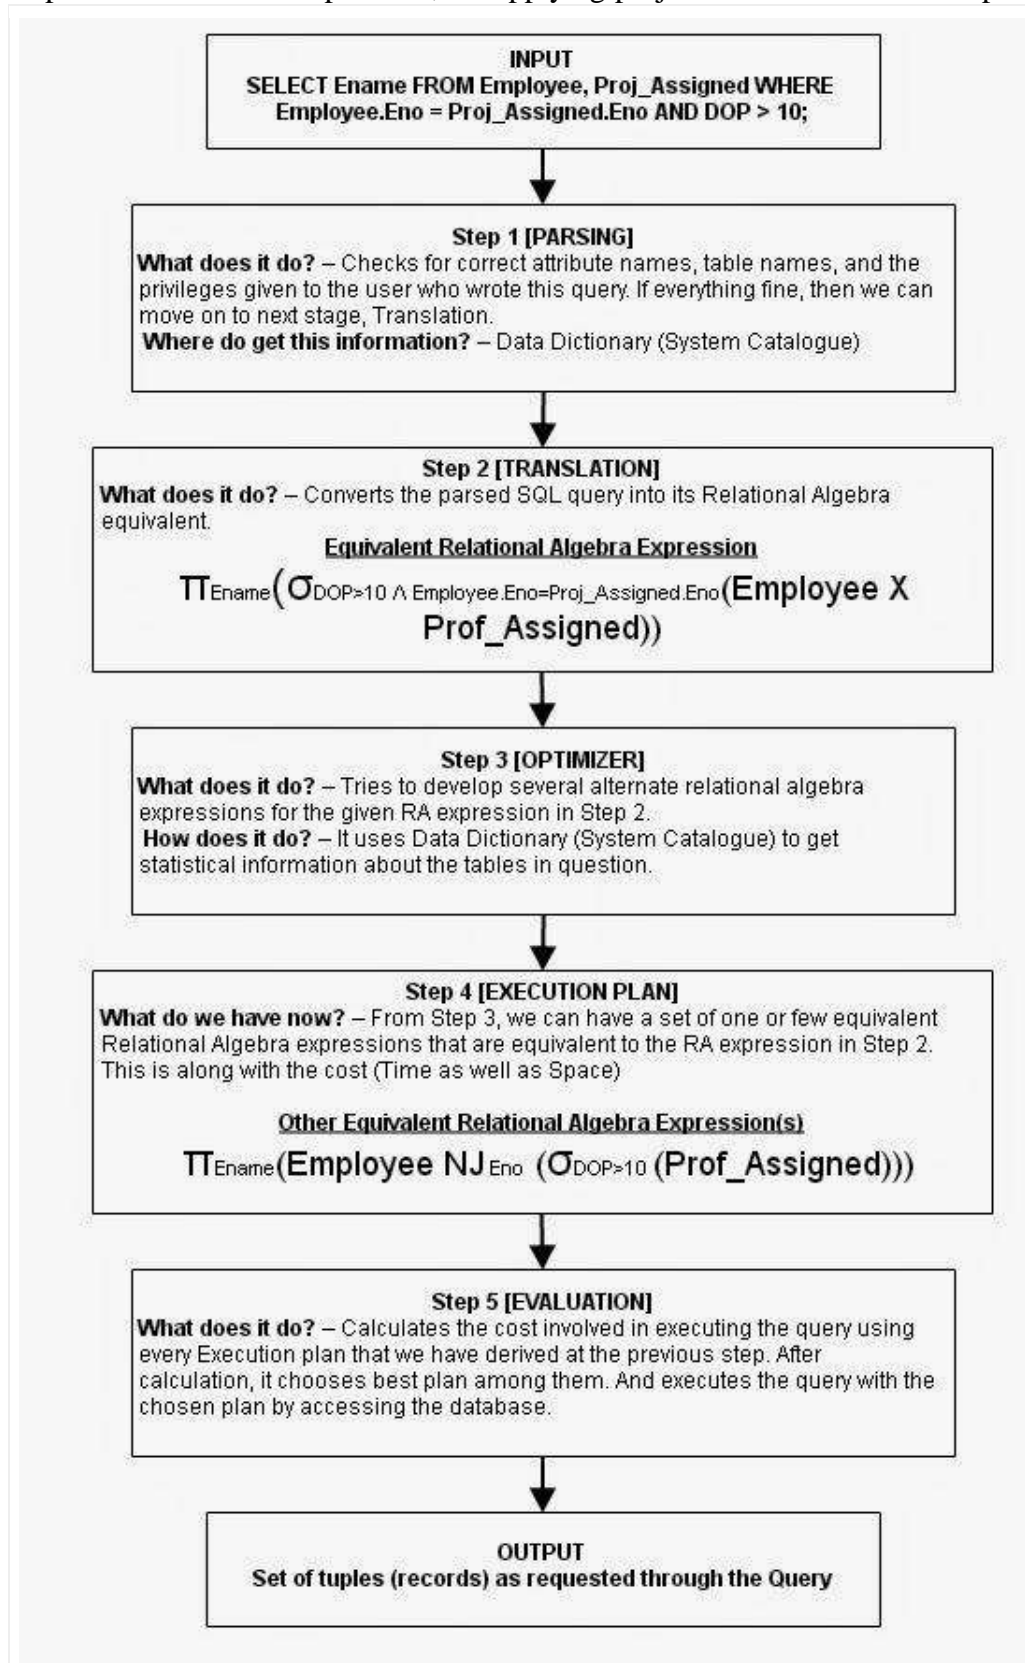 INPUT
SELECT Ename FROM Employee, Proj_Assigned WHERE
Employee.Eno = Proj_Assigned.Eno AND DOP > 10;
Step 1 [PARSING]
What does it do? – Checks for correct attribute names, table names, and the
privileges given to the user who wrote this query. If everything fine, then we can
move on to next stage, Translation.
Where do get this information? – Data Dictionary (System Catalogue)
Step 2 [TRANSLATION]
What does it do? – Converts the parsed SQL query into its Relational Algebra
equivalent.
Equivalent Relational Algebra Expression
πEname(σDOP>10 Λ Employee.Eno=Proj_Assigned.Eno(Employee X
Prof_Assigned))
Step 3 [OPTIMIZER]
What does it do? – Tries to develop several alternate relational algebra
expressions for the given RA expression in Step 2.
How does it do? – It uses Data Dictionary (System Catalogue) to get
statistical information about the tables in question.
Step 4 [EXECUTION PLAN]
What do we have now? – From Step 3, we can have a set of one or few equivalent
Relational Algebra expressions that are equivalent to the RA expression in Step 2.
This is along with the cost (Time as well as Space)
Other Equivalent Relational Algebra Expression(s)
πEname(Employee NJ Eno (σDOP>10 (Prof_Assigned)))
Step 5 [EVALUATION]
What does it do? – Calculates the cost involved in executing the query using
every Execution plan that we have derived at the previous step. After
calculation, it chooses best plan among them. And executes the query with the
chosen plan by accessing the database.
OUTPUT
Set of tuples (records) as requested through the Query